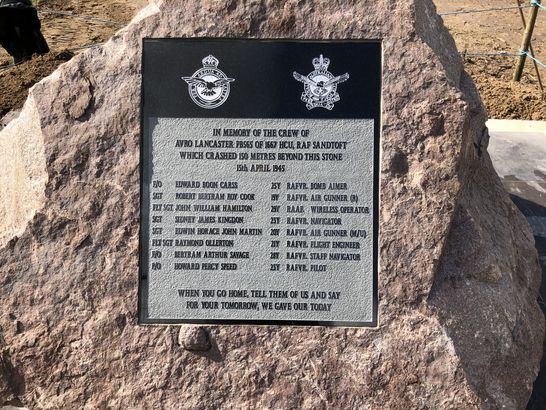 IN MEMORY OF THE CREW OF
AVRO LANCASTER PB565 OF 1667 HCU, RAF SANDTOFT
WHICH CRASHED 150 METRES BEYOND THIS STONE
15th APRIL 1945
F/O EDWARD BOON CARSS 25Y RAFVR. BOMB AIMER
SGT ROBERT BERTRAM ROY COOK 19Y RAFVR. AIR GUNNER (R)
FLT SGT JOHN WILLIAM HAMILTON 29Y RAAF. WIRELESS OPERATOR
SGT SIDNEY JAMES KINGDON 23Y RAFVR. NAVIGATOR
SGT EDWIN HORACE JOHN MARTIN 20Y RAFVR. AIR GUNNER (M/U)
FLT SGT RAYMOND OLLERTON 21Y RAFVR. FLIGHT ENGINEER
F/O BERTRAM ARTHUR SAVAGE 28Y RAFVR. STAFF NAVIGATOR
F/O HOWARD PERCY SPEED 23Y RAFVR. PILOT
WHEN YOU GO HOME, TELL THEM OF US AND SAY
FOR YOUR TOMORROW, WE GAVE OUR TODAY